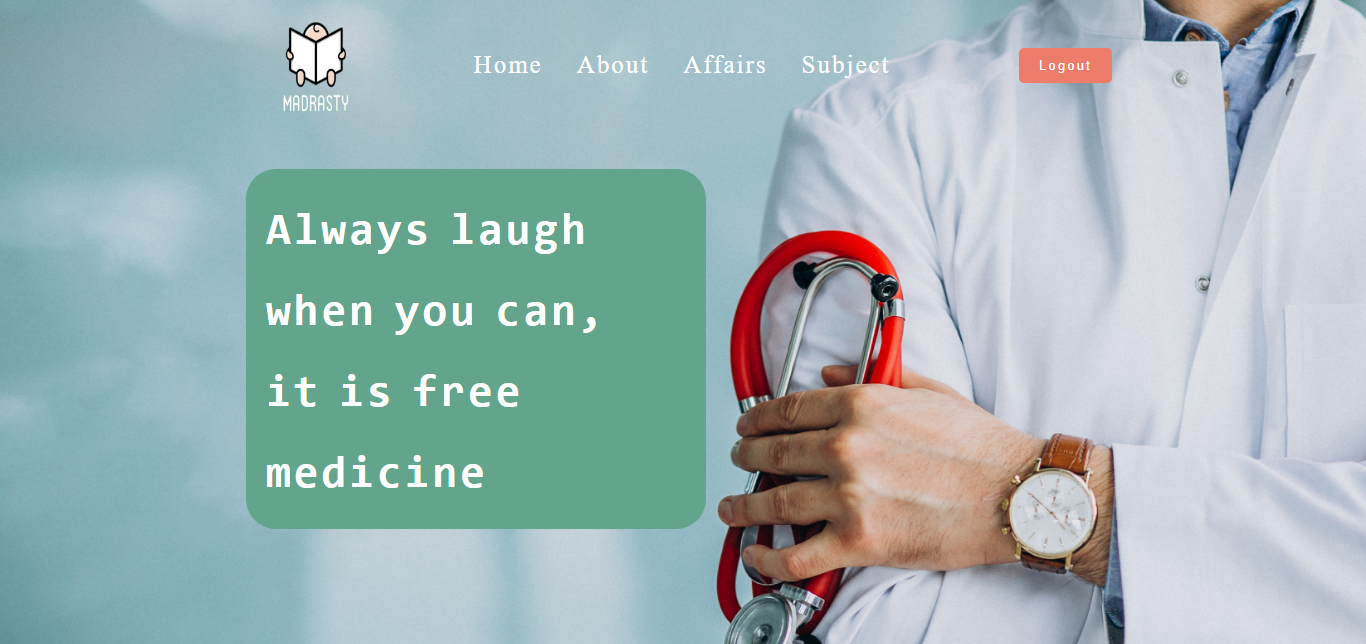 MADRASTY
Home About Affairs Subject Logout
Always laugh
when you can,
it is free
medicine